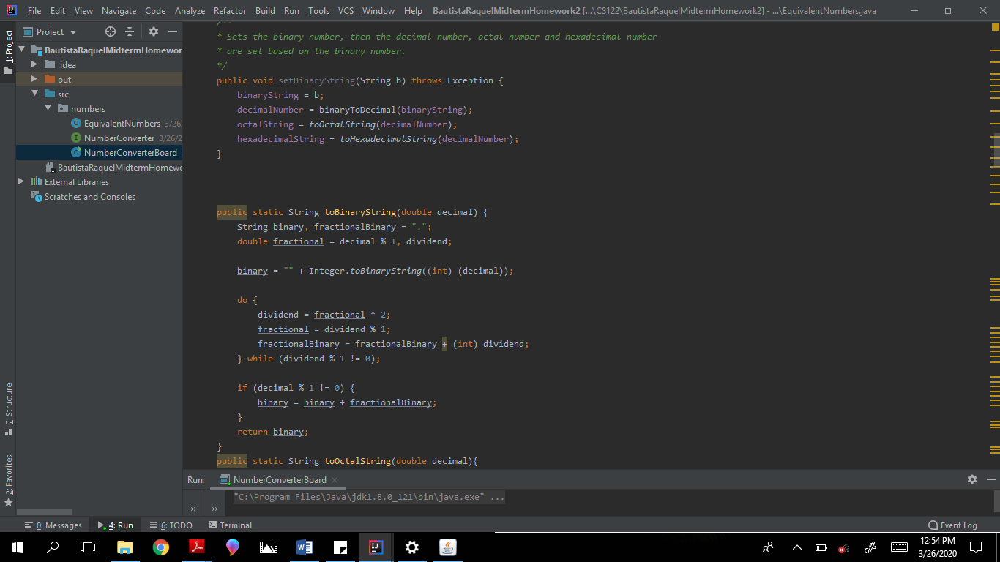 File Edit View Navigate Code Analyze Refactor Build Run Tools VCS Window Help BautistaRaquelMidtermHomework2 [...\CS122\BautistaRaquelMidtermHomework2] - ...\EquivalentNumbers.java
Project
1: Project
BautistaRaquelMidtermHomewor
.idea
out
src
numbers
EquivalentNumbers 3/26/
NumberConverter 3/26/2
NumberConverterBoard
BautistaRaquelMidtermHomewo
External Libraries
Scratches and Consoles
7: Structure
2: Favorites
/**
* Sets the binary number, then the decimal number, octal number and hexadecimal number
* are set based on the binary number.
*/
public void setBinaryString(String b) throws Exception {
binaryString = b;
decimalNumber = binaryToDecimal(binaryString);
octalString = toOctalString(decimalNumber);
hexadecimalString = toHexadecimalString(decimalNumber);
}
public static String toBinaryString(double decimal) {
String binary, fractionalBinary = ".";
double fractional = decimal % 1, dividend;
binary = "" + Integer.toBinaryString((int) (decimal));
do {
dividend = fractional * 2;
fractional = dividend % 1;
fractionalBinary = fractionalBinary + (int) dividend;
} while (dividend % 1 != 0);
if (decimal % 1 != 0) {
binary = binary + fractionalBinary;
}
return binary;
}
public static String toOctalString(double decimal){
Run: NumberConverterBoard
"C:\Program Files\Java\jdk1.8.0_121\bin\java.exe" ...
0: Messages 4: Run 6: TODO Terminal Event Log
12:54 PM
3/26/2020